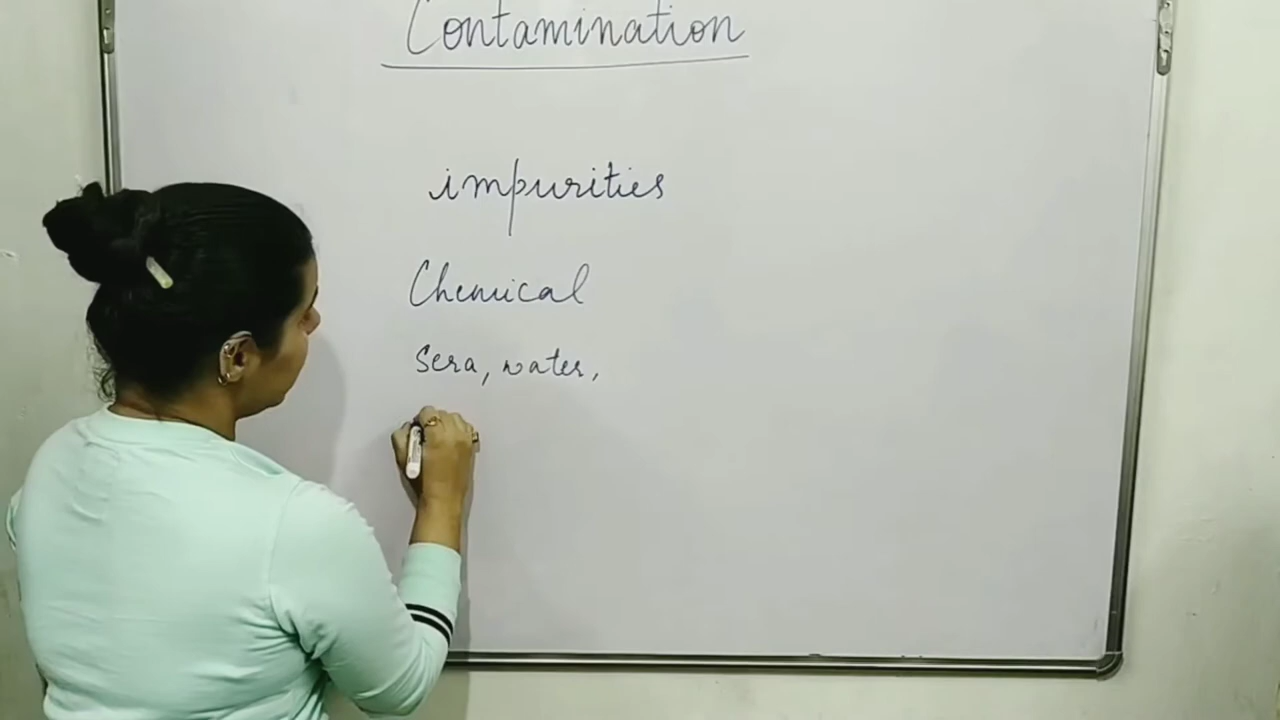 Contamination
impurities
Chemical
Sera, water,